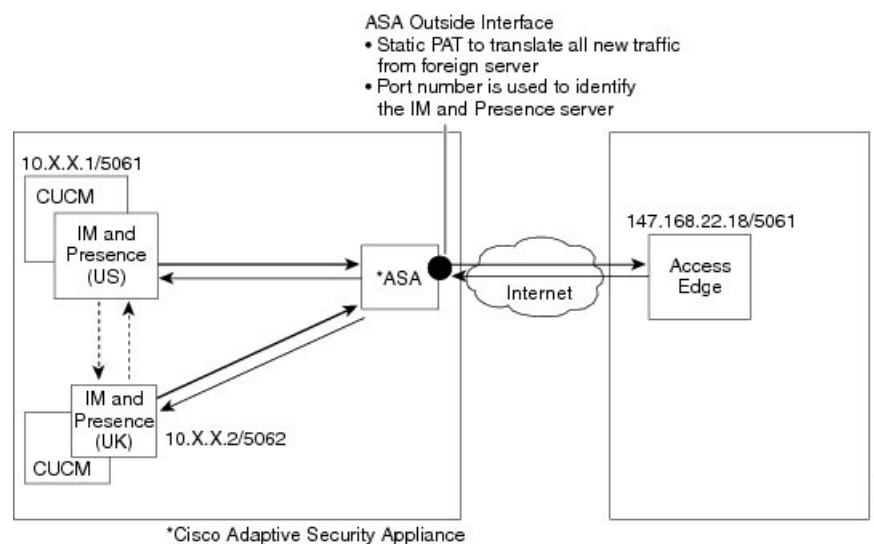 ASA Outside Interface
• Static PAT to translate all new traffic
from foreign server
• Port number is used to identify
the IM and Presence server
10.X.X.1/5061
CUCM
IM and
Presence
(US)
*ASA
Internet
147.168.22.18/5061
Access
Edge
IM and
Presence
(UK)
10.X.X.2/5062
CUCM
*Cisco Adaptive Security Appliance